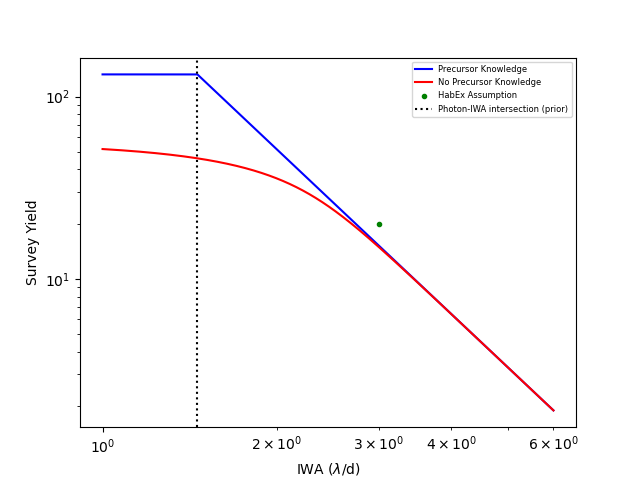 Precursor Knowledge
No Precursor Knowledge
HabEx Assumption
Photon-IWA intersection (prior)
10²
10¹
Survey Yield
10⁰
2 × 10⁰
3 × 10⁰
4 × 10⁰
6 × 10⁰
IWA (λ/d)